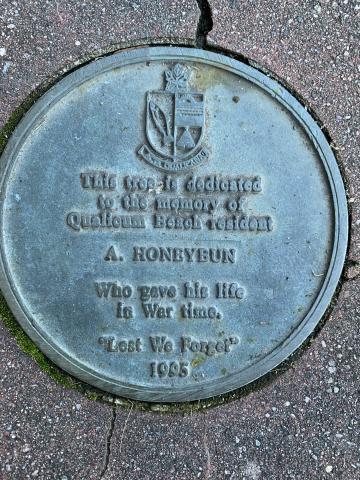 This tree is dedicated
to the memory of
Qualicum Beach resident
A. HONEYBUN
Who gave his life
in War time.
"Lest We Forget"
1995